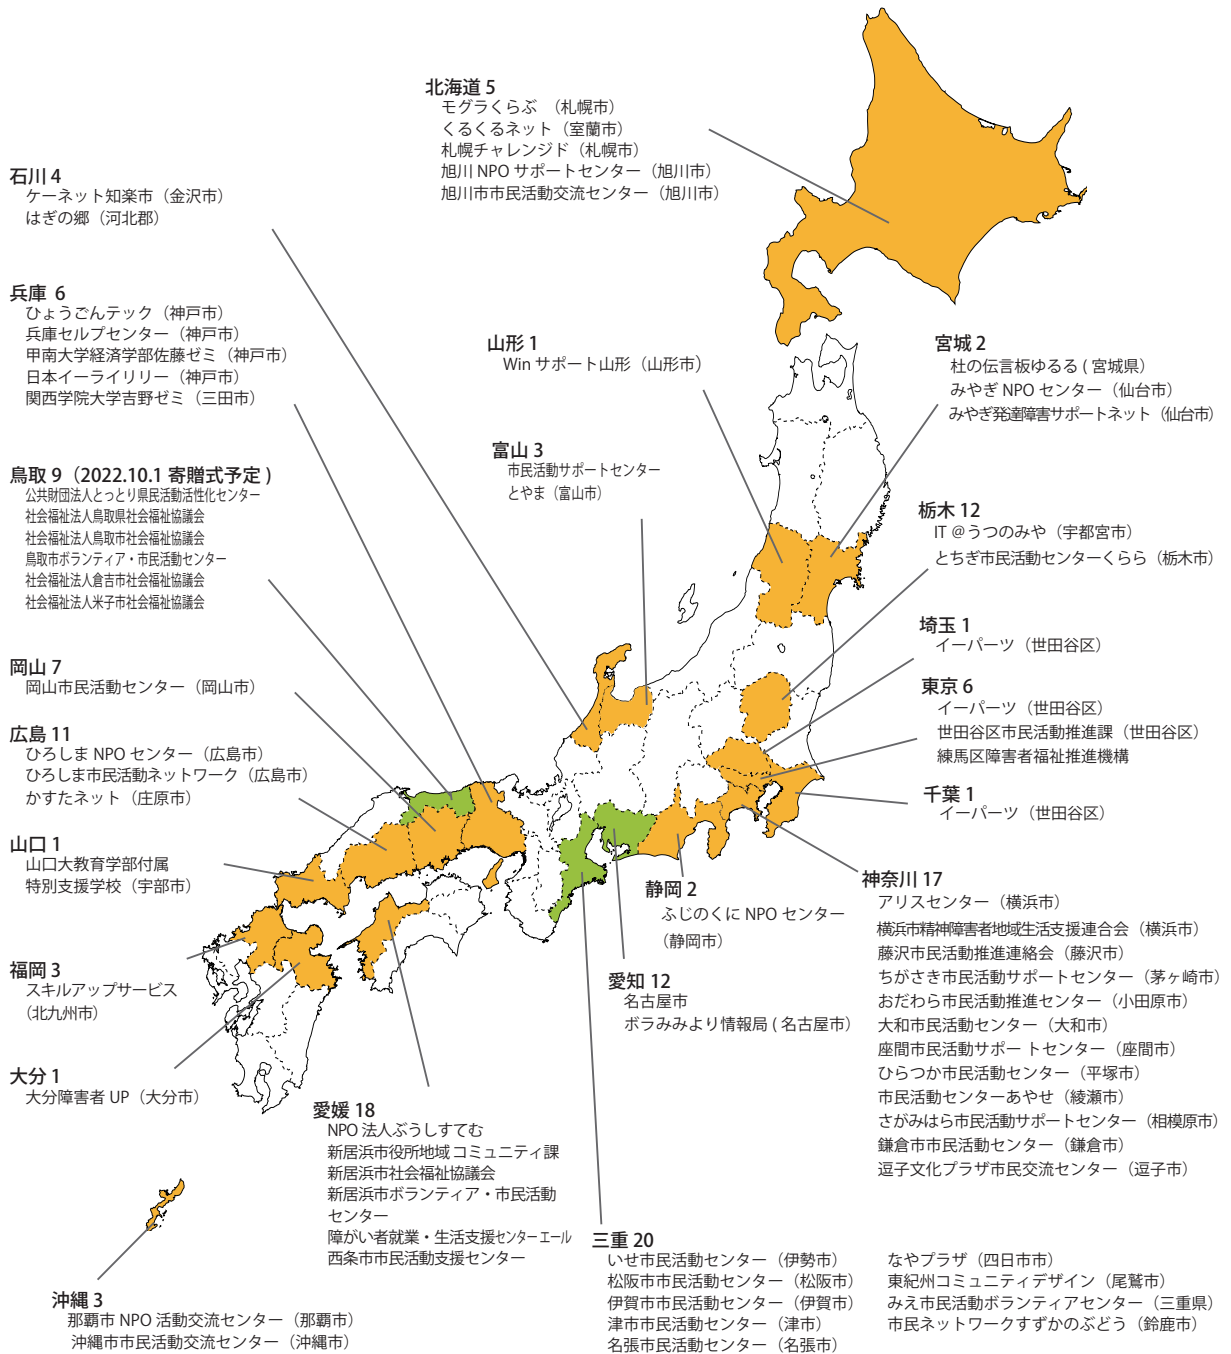 北海道 5
モグラくらぶ （札幌市）
くるくるネット（室蘭市）
札幌チャレンジド（札幌市）
旭川 NPO サポートセンター（旭川市）
旭川市市民活動交流センター（旭川市）
石川 4
ケーネット知楽市（金沢市）
はぎの郷（河北郡）
兵庫 6
ひょうごんテック（神戸市）
兵庫セルプセンター（神戸市）
甲南大学経済学部佐藤ゼミ（神戸市）
日本イーライリリー（神戸市）
関西学院大学吉野ゼミ（三田市）
山形 1
Win サポート山形（山形市）
宮城 2
杜の伝言板ゆるる ( 宮城県）
みやぎ NPO センター（仙台市）
みやぎ発達障害サポートネット（仙台市）
富山 3
市民活動サポートセンター
とやま（富山市）
鳥取 9（2022.10.1 寄贈式予定 )
公共財団法人とっとり県民活動活性化センター
社会福祉法人鳥取県社会福祉協議会
社会福祉法人鳥取市社会福祉協議会
鳥取市ボランティア・市民活動センター
社会福祉法人倉吉市社会福祉協議会
社会福祉法人米子市社会福祉協議会
栃木 12
IT @うつのみや（宇都宮市）
とちぎ市民活動センターくらら（栃木市）
埼玉 1
イーパーツ（世田谷区）
東京 6
イーパーツ（世田谷区）
世田谷区市民活動推進課（世田谷区）
練馬区障害者福祉推進機構
千葉 1
イーパーツ（世田谷区）
岡山 7
岡山市民活動センター（岡山市）
広島 11
ひろしま NPO センター（広島市）
ひろしま市民活動ネットワーク（広島市）
かすたネット（庄原市）
山口 1
山口大教育学部付属
特別支援学校（宇部市）
静岡 2
ふじのくに NPO センター
（静岡市）
神奈川 17
アリスセンター（横浜市）
横浜市精神障害者地域生活支援連合会（横浜市）
藤沢市民活動推進連絡会（藤沢市）
ちがさき市民活動サポートセンター（茅ヶ崎市）
おだわら市民活動推進センター（小田原市）
大和市民活動センター（大和市）
座間市民活動サポートセンター（座間市）
ひらつか市民活動センター（平塚市）
市民活動センターあやせ（綾瀬市）
さがみはら市民活動サポートセンター（相模原市）
鎌倉市市民活動センター（鎌倉市）
逗子文化プラザ市民交流センター（逗子市）
福岡 3
スキルアップサービス
（北九州市）
愛知 12
名古屋市
ボラみみより情報局 ( 名古屋市）
大分 1
大分障害者 UP（大分市）
愛媛 18
NPO 法人ぶうしすてむ
新居浜市役所地域コミュニティ課
新居浜市社会福祉協議会
新居浜市ボランティア・市民活動
センター
障がい者就業・生活支援センターエール
西条市市民活動支援センター
三重 20
いせ市民活動センター（伊勢市）
松阪市市民活動センター（松阪市）
伊賀市市民活動センター（伊賀市）
津市市民活動センター（津市）
名張市民活動センター（名張市）
なやプラザ（四日市市）
東紀州コミュニティデザイン（尾鷲市）
みえ市民活動ボランティアセンター（三重県）
市民ネットワークすずかのぶどう（鈴鹿市）
沖縄 3
那覇市 NPO 活動交流センター（那覇市）
沖縄市市民活動交流センター（沖縄市）